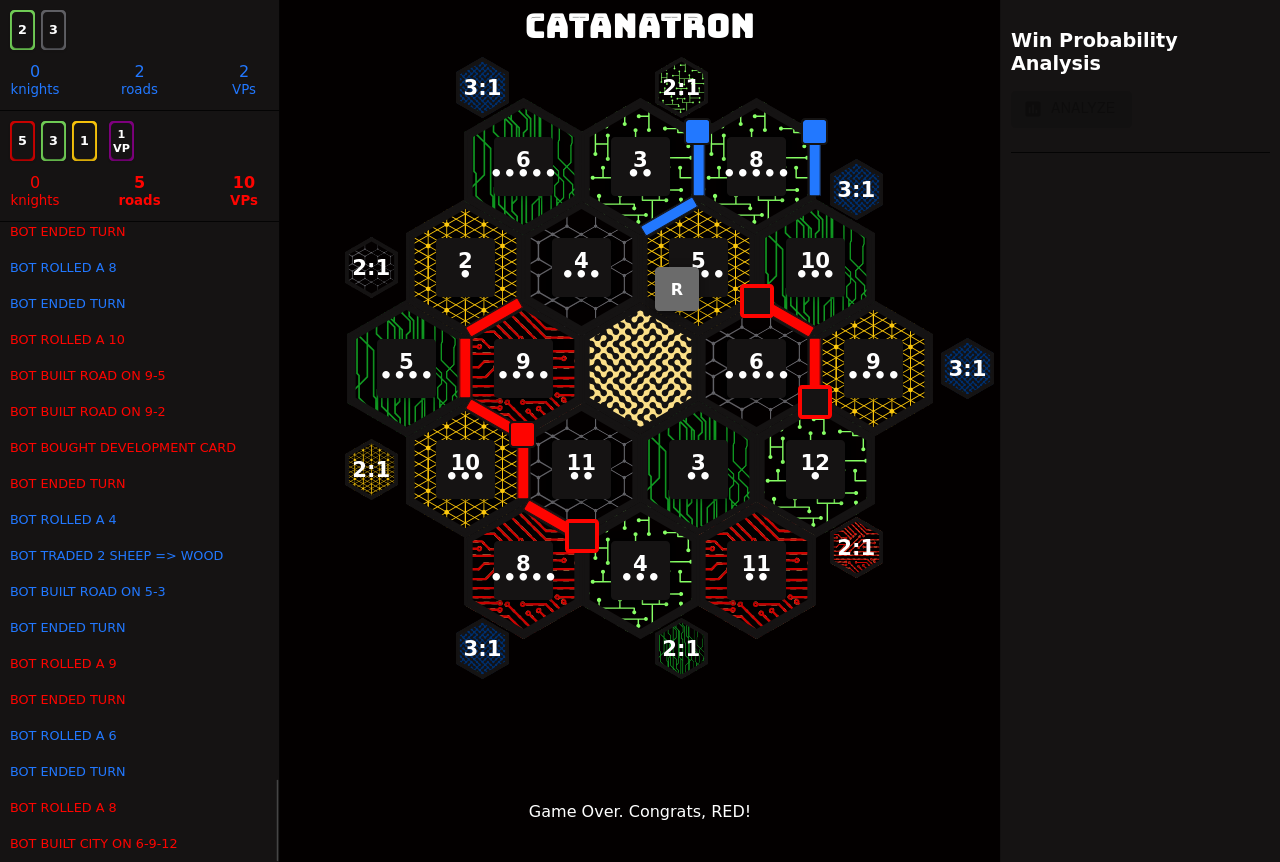 CATANATRON
2 3
0 2 2
knights roads VPs
5 3 1 1 VP
0 5 10
knights roads VPs
BOT ENDED TURN
BOT ROLLED A 8
BOT ENDED TURN
BOT ROLLED A 10
BOT BUILT ROAD ON 9-5
BOT BUILT ROAD ON 9-2
BOT BOUGHT DEVELOPMENT CARD
BOT ENDED TURN
BOT ROLLED A 4
BOT TRADED 2 SHEEP => WOOD
BOT BUILT ROAD ON 5-3
BOT ENDED TURN
BOT ROLLED A 9
BOT ENDED TURN
BOT ROLLED A 6
BOT ENDED TURN
BOT ROLLED A 8
BOT BUILT CITY ON 6-9-12
3:1 2:1
6 3 8
3:1
2:1 2 4 5 10
R
5 9 6 9 3:1
2:1 10 11 3 12
2:1
8 4 11
3:1 2:1
Game Over. Congrats, RED!
Win Probability
Analysis
ANALYZE